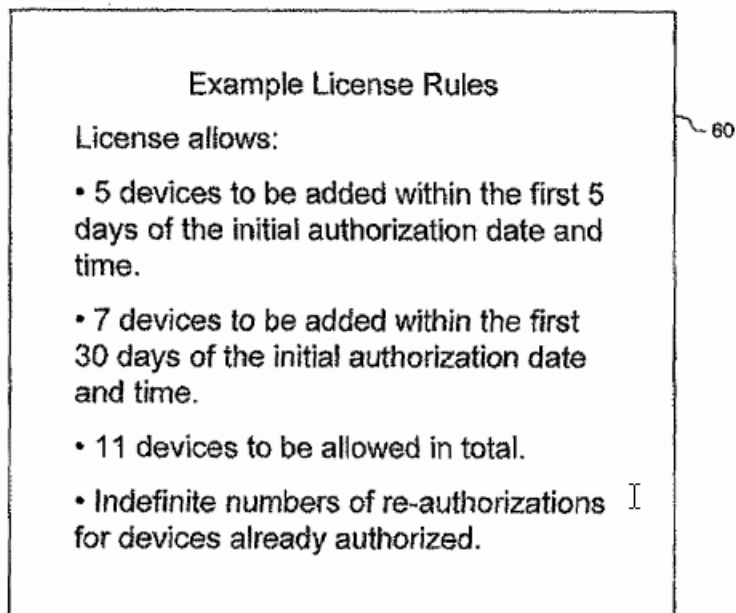 Example License Rules
License allows:
• 5 devices to be added within the first 5
days of the initial authorization date and
time.
• 7 devices to be added within the first
30 days of the initial authorization date
and time.
• 11 devices to be allowed in total.
• Indefinite numbers of re-authorizations
for devices already authorized.
60